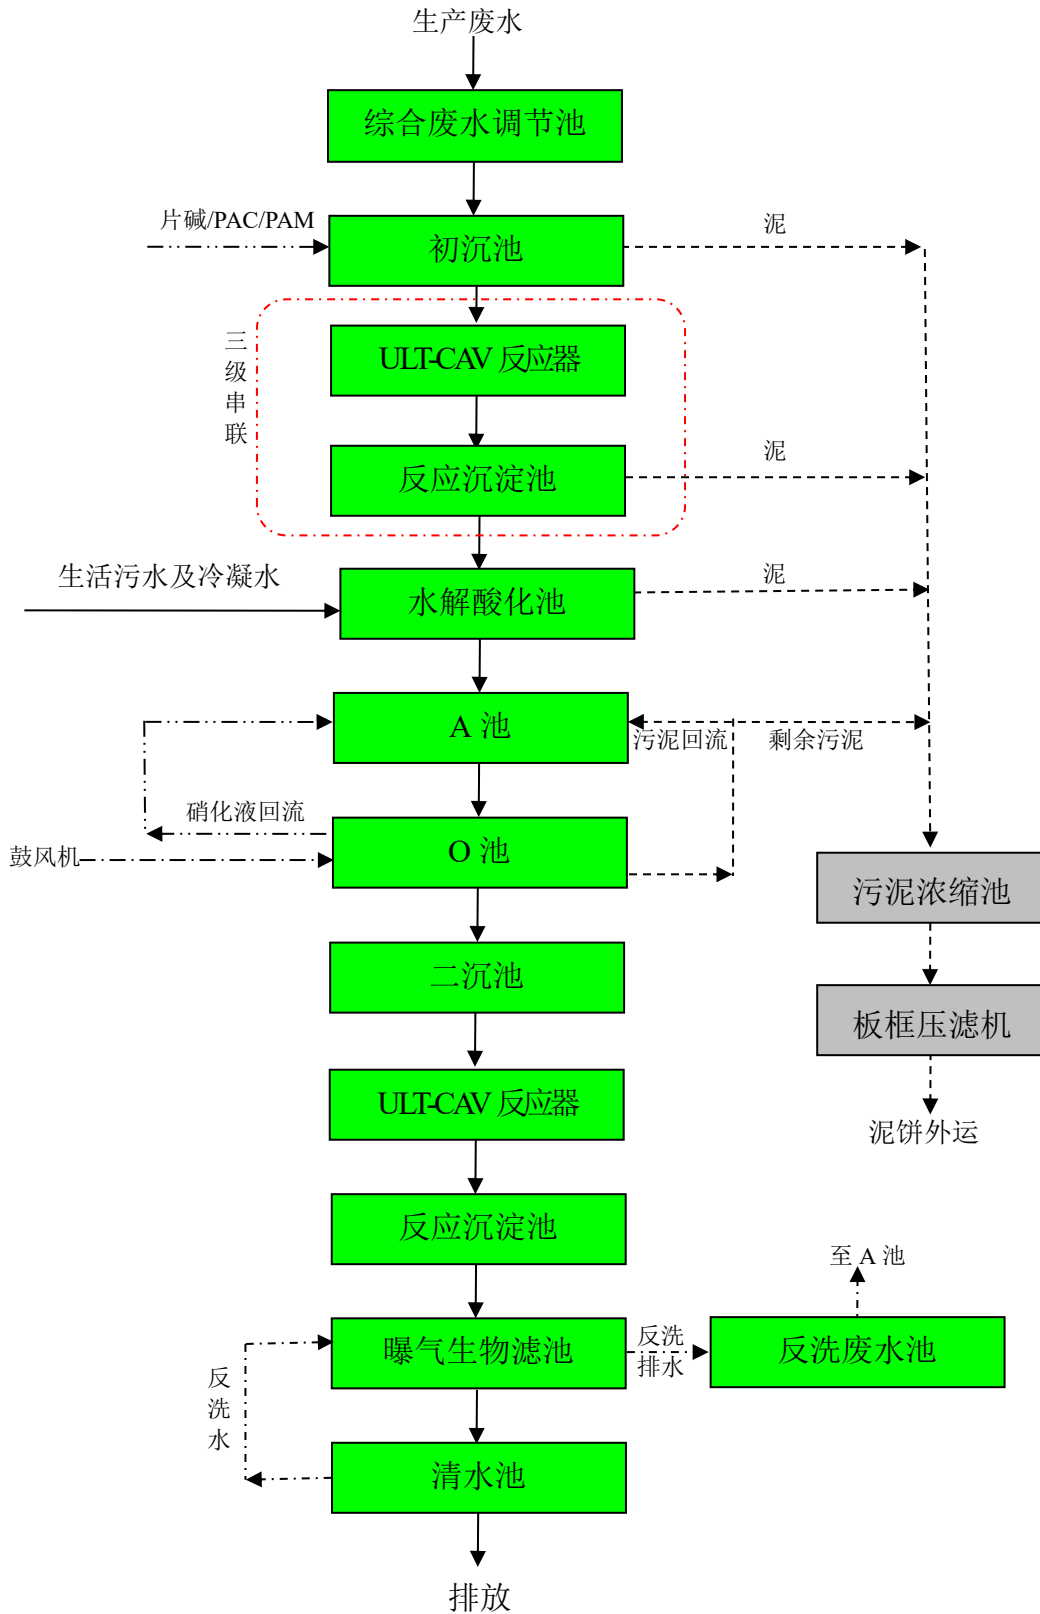 生产废水
综合废水调节池
片碱/PAC/PAM
初沉池
泥
三级串联
ULT-CAV 反应器
反应沉淀池
泥
生活污水及冷凝水
水解酸化池
泥
A 池
污泥回流
剩余污泥
硝化液回流
鼓风机
O 池
污泥浓缩池
二沉池
板框压滤机
ULT-CAV 反应器
泥饼外运
反应沉淀池
至 A 池
曝气生物滤池
反洗
排水
反洗废水池
反洗水
清水池
排放